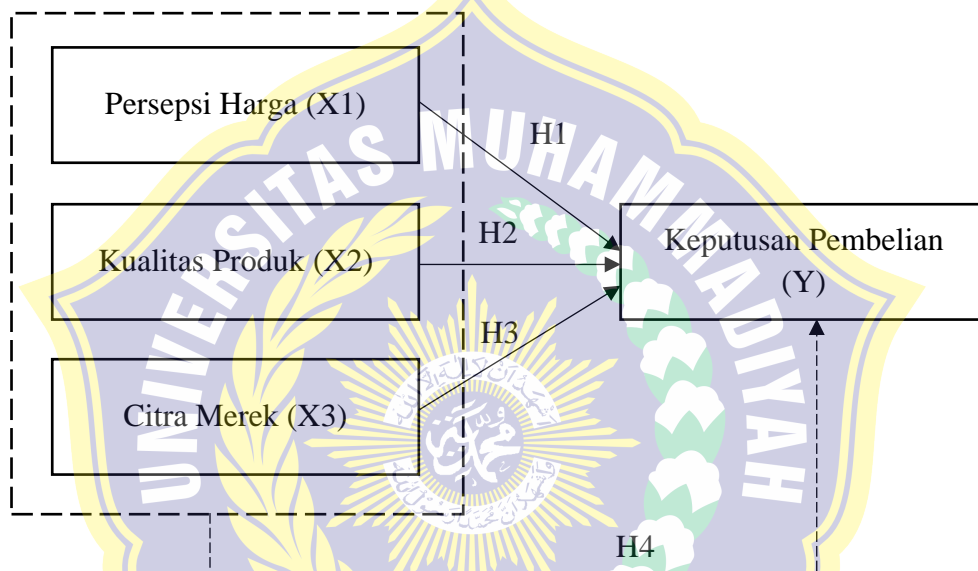 Persepsi Harga (X1)
H1
Kualitas Produk (X2)
H2
Keputusan Pembelian
(Y)
H3
Citra Merek (X3)
H4
UNIVERSITAS MUHAMMADIYAH